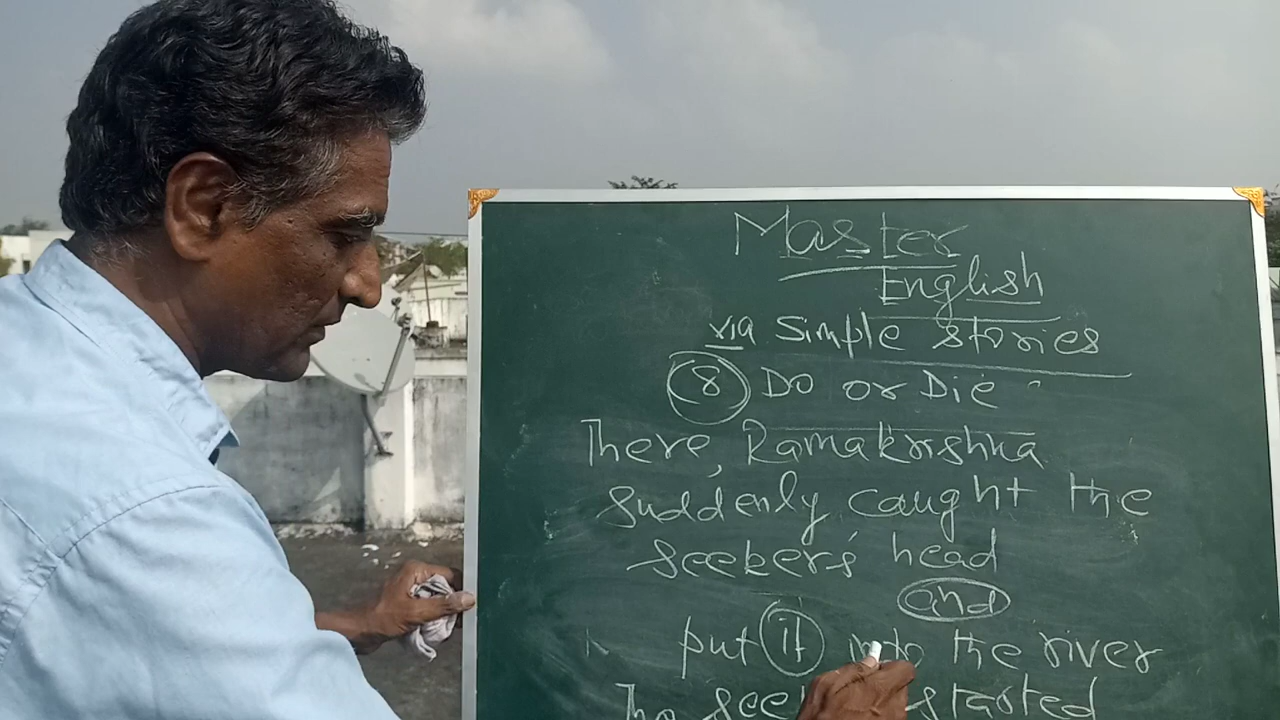 Master
English
via Simple stories
8 Do or Die
There, Ramakrishna
suddenly caught the
seeker's head
and
put it into the river
The started